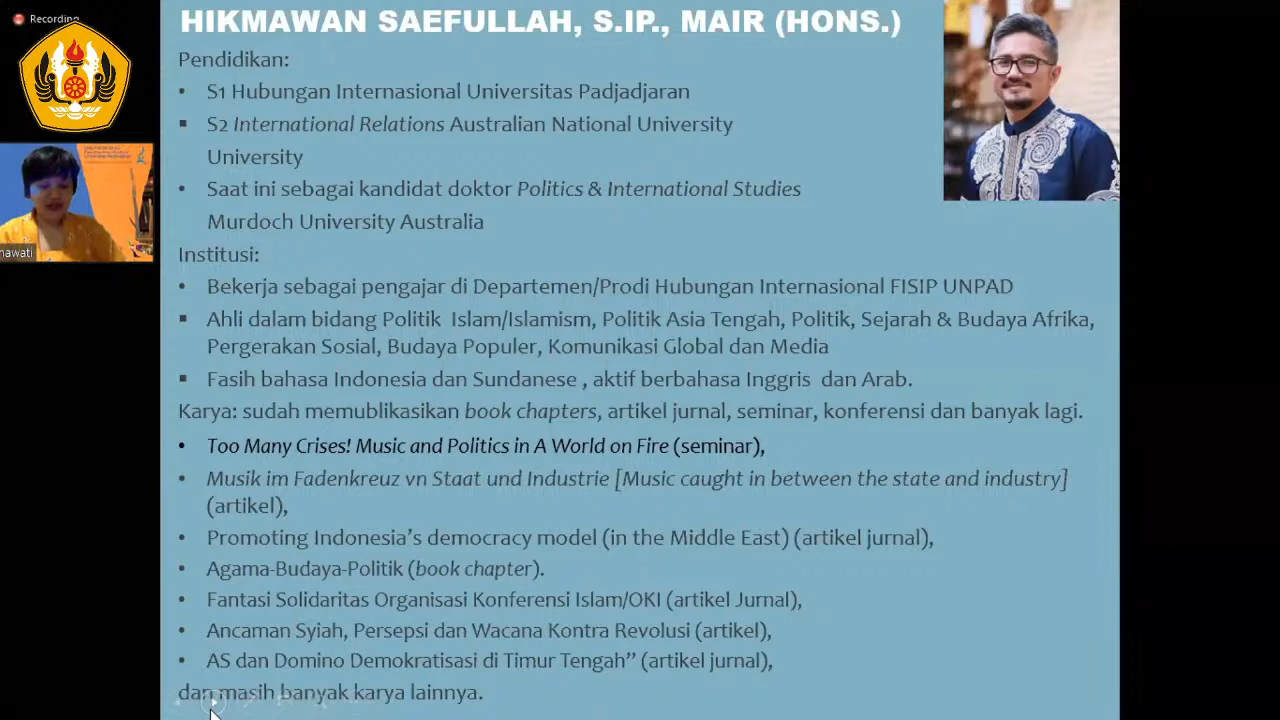 Recording
HIKMAWAN SAEFULLAH, S.IP., MAIR (HONS.)
Pendidikan:
• S1 Hubungan Internasional Universitas Padjadjaran
▪ S2 International Relations Australian National University
University
• Saat ini sebagai kandidat doktor Politics & International Studies
Murdoch University Australia
nawati
Institusi:
• Bekerja sebagai pengajar di Departemen/Prodi Hubungan Internasional FISIP UNPAD
▪ Ahli dalam bidang Politik Islam/Islamism, Politik Asia Tengah, Politik, Sejarah & Budaya Afrika,
Pergerakan Sosial, Budaya Populer, Komunikasi Global dan Media
▪ Fasih bahasa Indonesia dan Sundanese , aktif berbahasa Inggris dan Arab.
Karya: sudah memublikasikan book chapters, artikel jurnal, seminar, konferensi dan banyak lagi.
• Too Many Crises! Music and Politics in A World on Fire (seminar),
• Musik im Fadenkreuz vn Staat und Industrie [Music caught in between the state and industry]
(artikel),
• Promoting Indonesia’s democracy model (in the Middle East) (artikel jurnal),
• Agama-Budaya-Politik (book chapter).
• Fantasi Solidaritas Organisasi Konferensi Islam/OKI (artikel Jurnal),
• Ancaman Syiah, Persepsi dan Wacana Kontra Revolusi (artikel),
• AS dan Domino Demokratisasi di Timur Tengah” (artikel jurnal),
dan masih banyak karya lainnya.